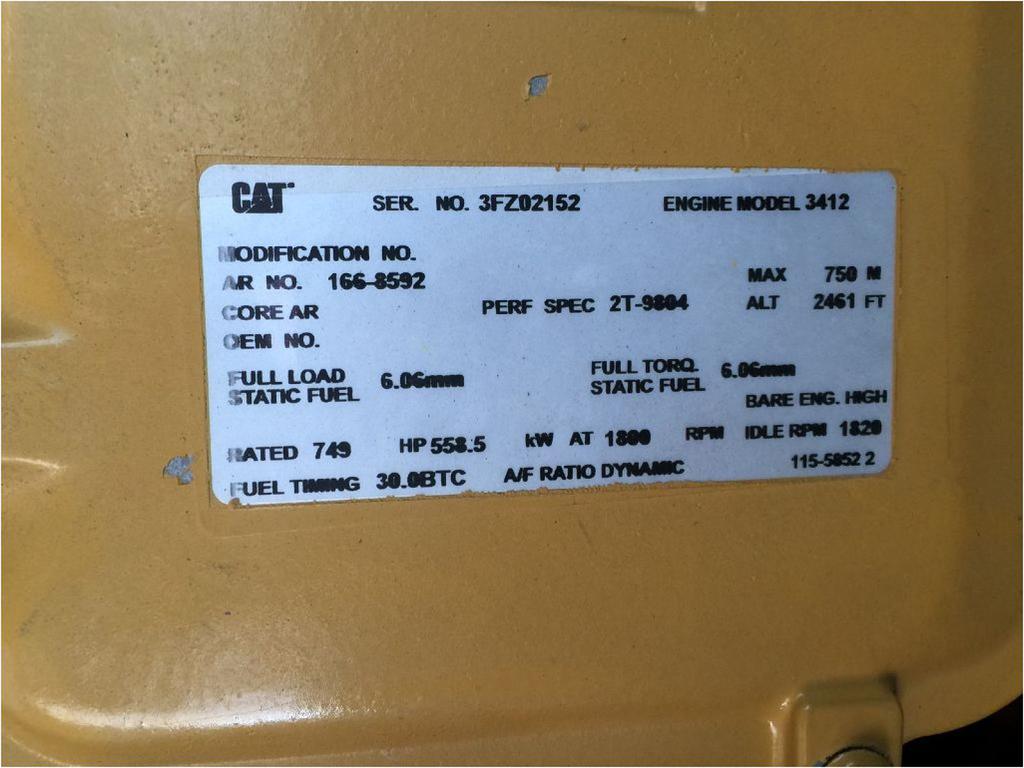 CAT SER. NO. 3FZ02152 ENGINE MODEL 3412
MODIFICATION NO.
AR NO. 166-8592 MAX 750 M
CORE AR PERF SPEC 2T-9804 ALT 2461 FT
OEM NO.
FULL LOAD 6.06mm FULL TORQ. 6.06mm
STATIC FUEL STATIC FUEL
BARE ENG. HIGH
RATED 749 HP 558.5 kW AT 1800 RPM IDLE RPM 1820
FUEL TIMING 30.0BTC A/F RATIO DYNAMIC 115-5852 2